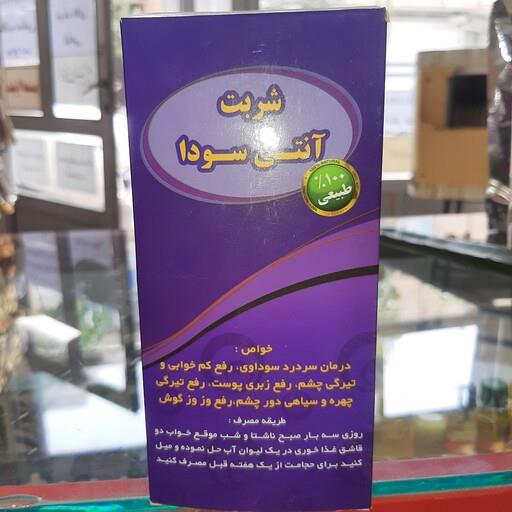 شربت
آنتی سودا
۱۰۰٪
طبیعی
خواص :
درمان سردرد سوداوی، رفع کم خوابی و
تیرگی چشم، رفع زبری پوست، رفع تیرگی
چهره و سیاهی دور چشم،رفع وز وز گوش
طریقه مصرف :
روزی سه بار صبح ناشتا و شب موقع خواب دو
قاشق غذا خوری در یک لیوان آب حل نموده و میل
کنید برای حجامت از یک هفته قبل مصرف کنید